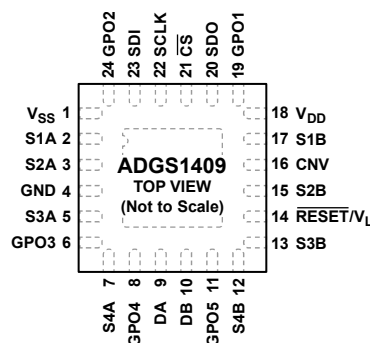 24 GPO2
23 SDI
22 SCLK
21 C̅S̅
20 SDO
19 GPO1
VSS 1
S1A 2
S2A 3
GND 4
S3A 5
GPO3 6
ADGS1409
TOP VIEW
(Not to Scale)
18 VDD
17 S1B
16 CNV
15 S2B
14 R̅E̅S̅E̅T̅/VL
13 S3B
S4A 7
GPO4 8
DA 9
DB 10
GPO5 11
S4B 12